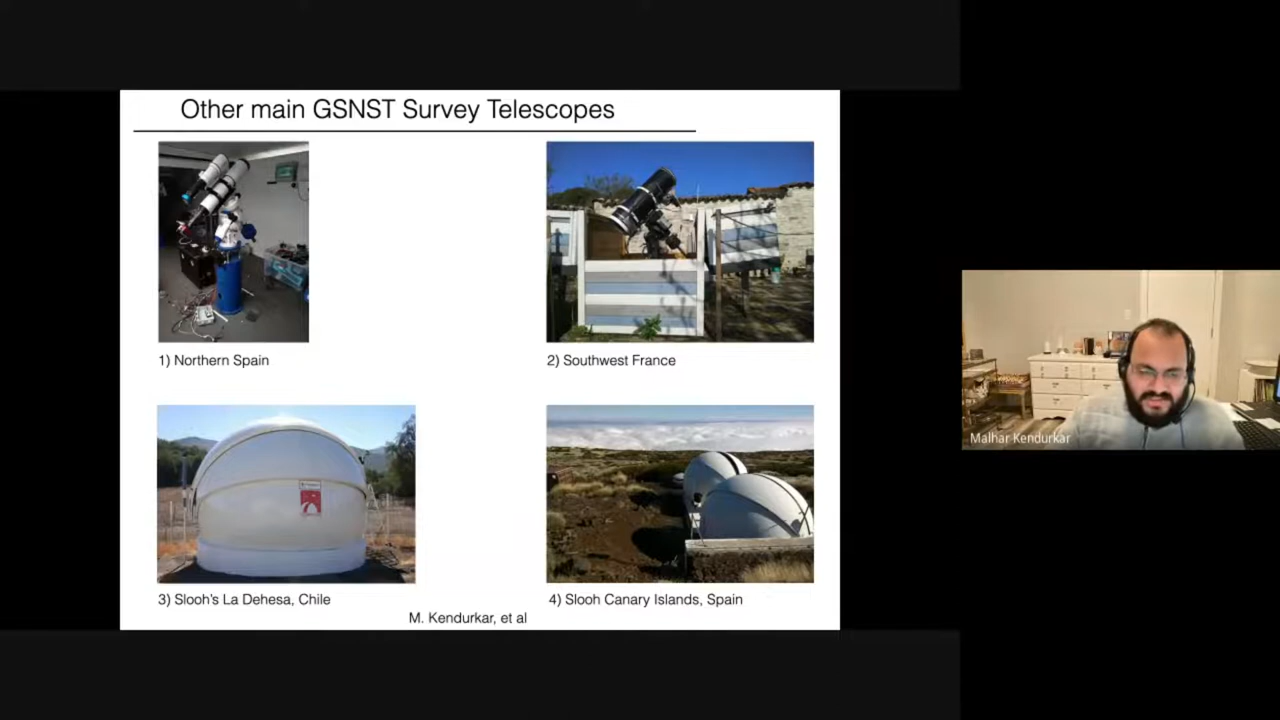 Other main GSNST Survey Telescopes
1) Northern Spain
2) Southwest France
3) Slooh's La Dehesa, Chile
4) Slooh Canary Islands, Spain
M. Kendurkar, et al
Malhar Kendurkar